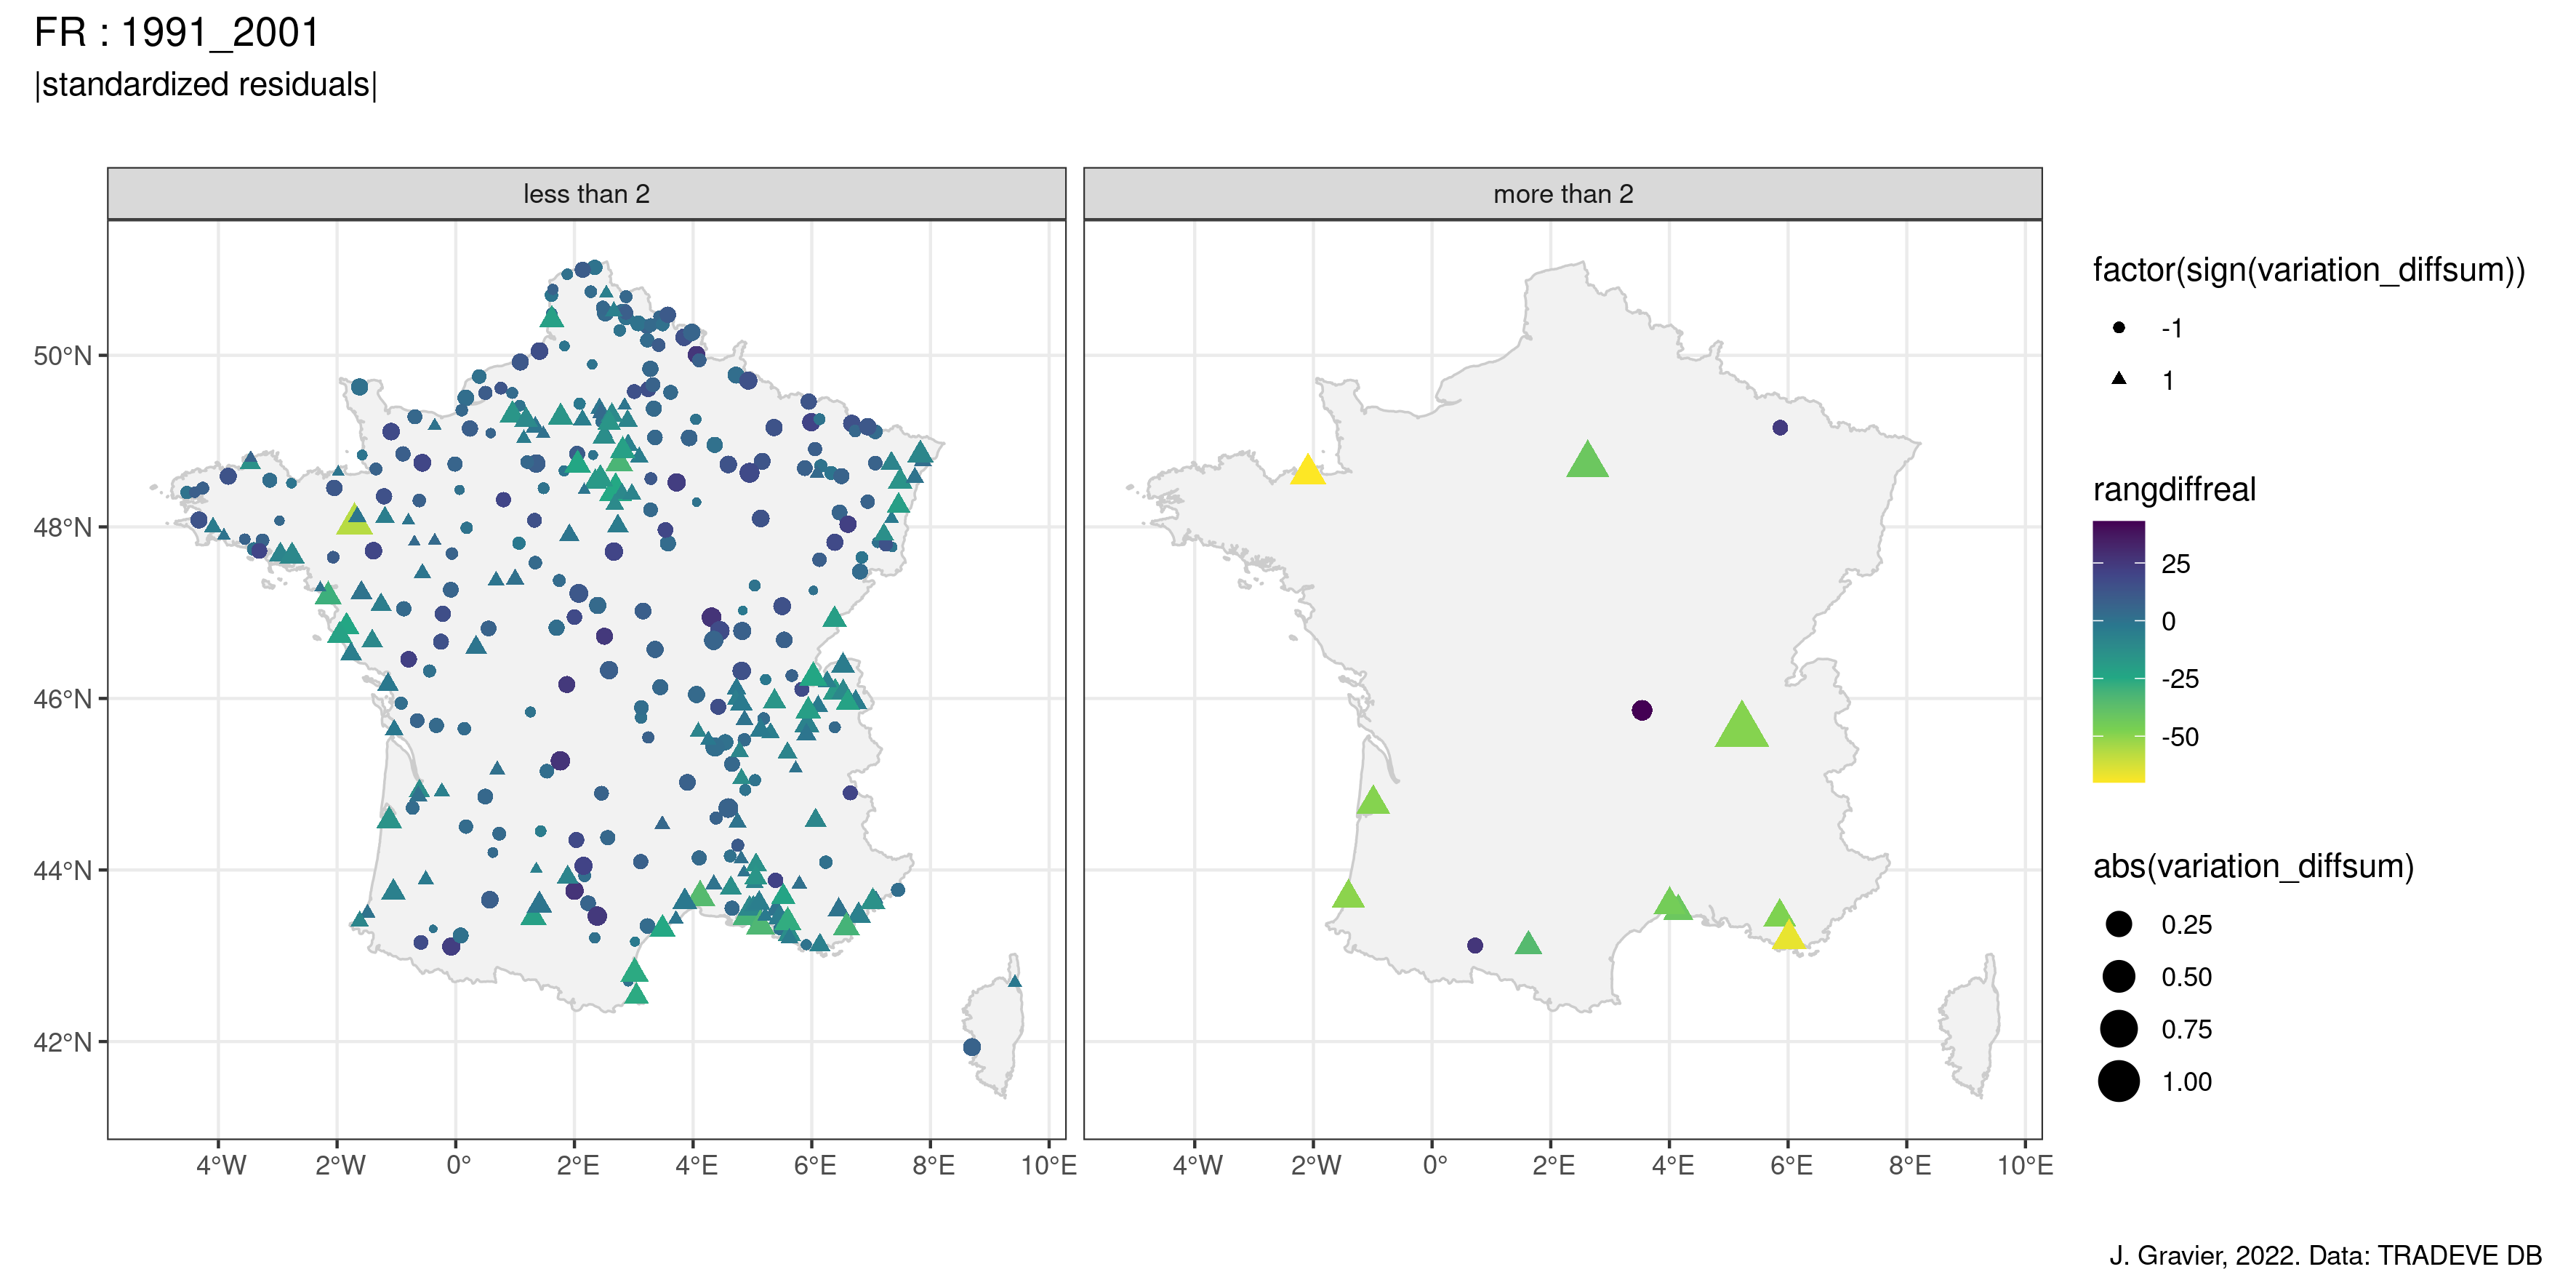 FR : 1991_2001
|standardized residuals|
less than 2
more than 2
50°N
48°N
46°N
44°N
42°N
4°W 2°W 0° 2°E 4°E 6°E 8°E 10°E
4°W 2°W 0° 2°E 4°E 6°E 8°E 10°E
factor(sign(variation_diffsum))
-1
1
rangdiffreal
25
0
-25
-50
abs(variation_diffsum)
0.25
0.50
0.75
1.00
J. Gravier, 2022. Data: TRADEVE DB